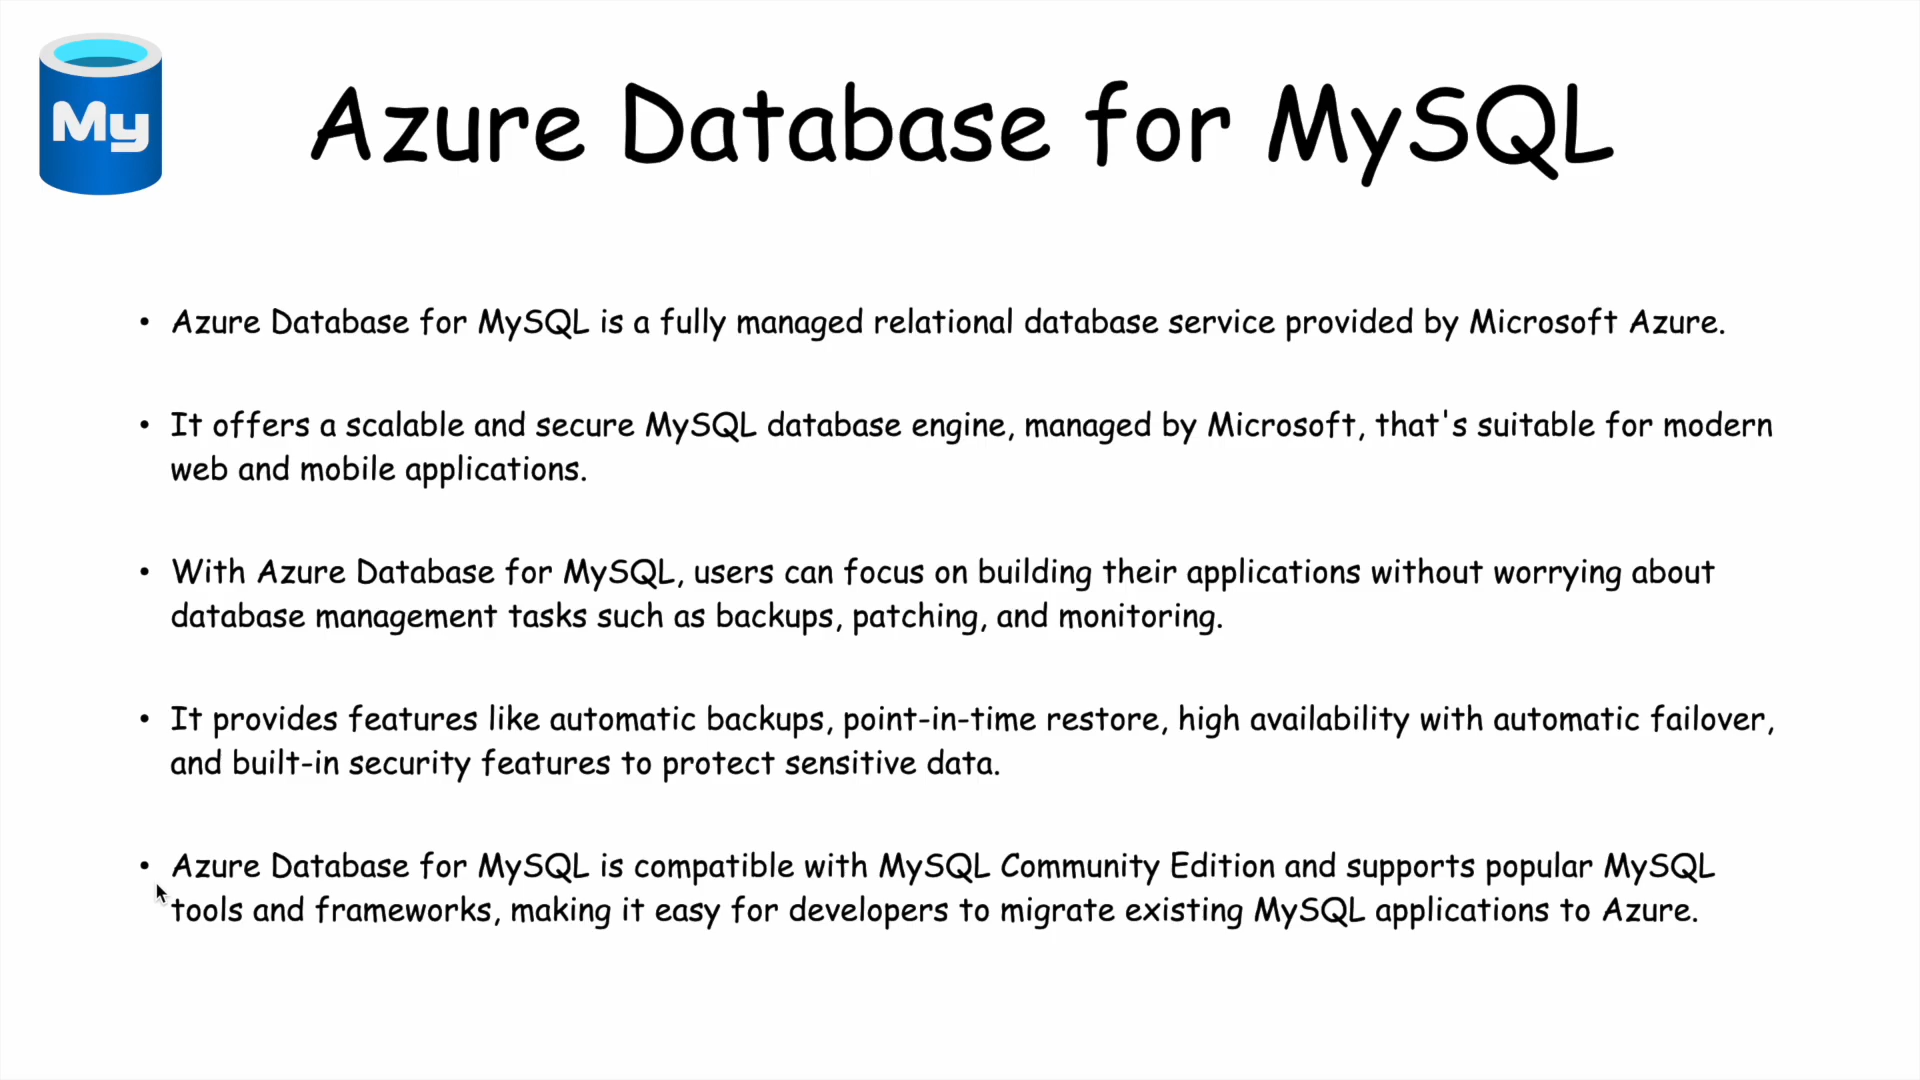 My
Azure Database for MySQL
• Azure Database for MySQL is a fully managed relational database service provided by Microsoft Azure.
• It offers a scalable and secure MySQL database engine, managed by Microsoft, that's suitable for modern
web and mobile applications.
• With Azure Database for MySQL, users can focus on building their applications without worrying about
database management tasks such as backups, patching, and monitoring.
• It provides features like automatic backups, point-in-time restore, high availability with automatic failover,
and built-in security features to protect sensitive data.
• Azure Database for MySQL is compatible with MySQL Community Edition and supports popular MySQL
tools and frameworks, making it easy for developers to migrate existing MySQL applications to Azure.